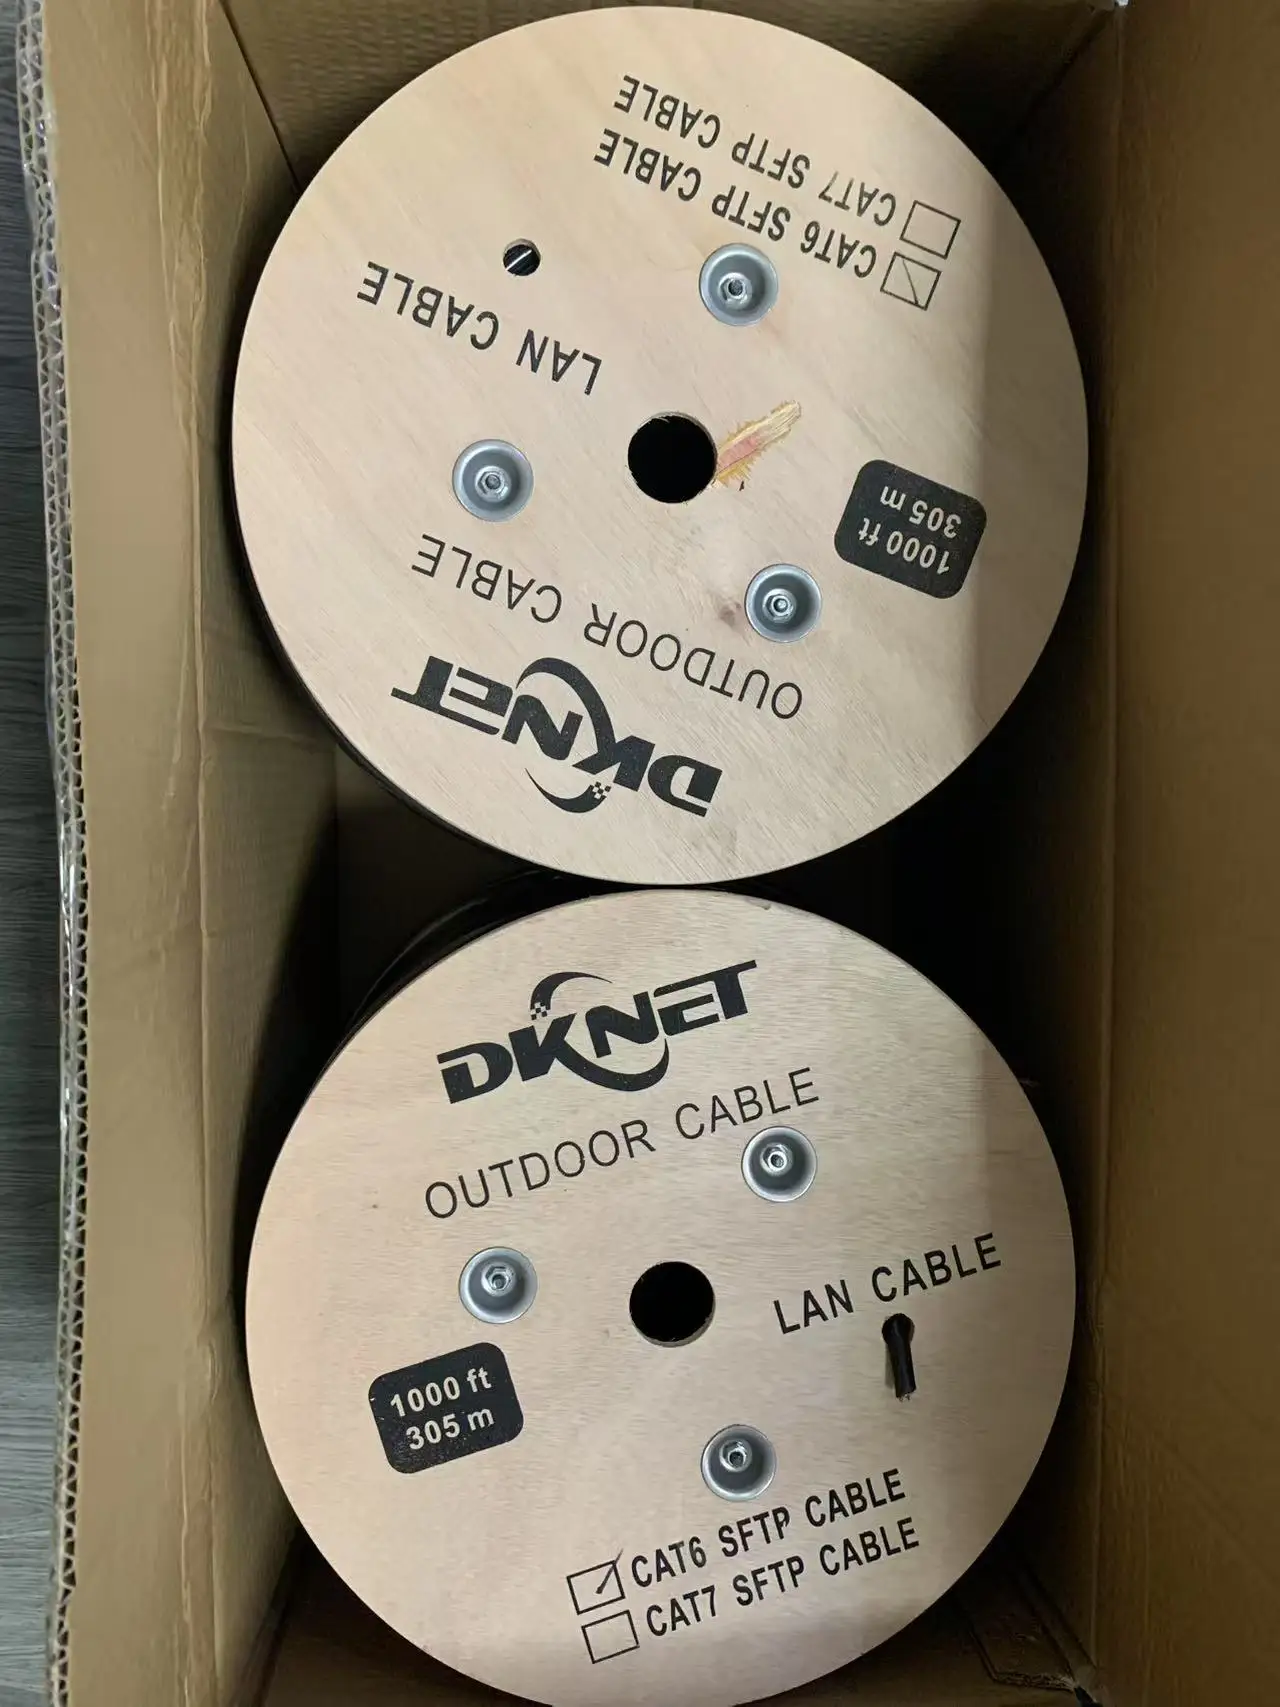 DKNET
OUTDOOR CABLE
1000 ft
305 m
LAN CABLE
CAT6 SFTP CABLE
CAT7 SFTP CABLE
DKNET
OUTDOOR CABLE
LAN CABLE
1000 ft
305 m
CAT6 SFTP CABLE
CAT7 SFTP CABLE